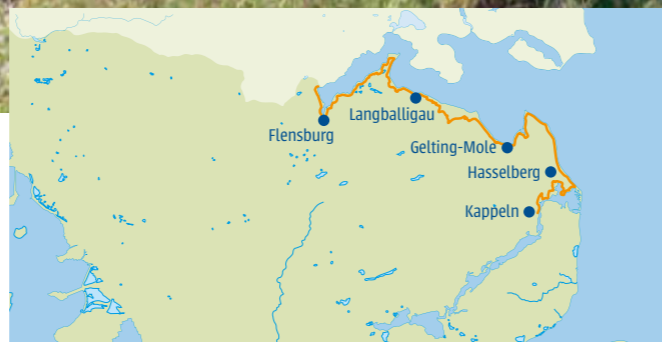 Langballigau
Flensburg
Gelting-Mole
Hasselberg
Kappeln